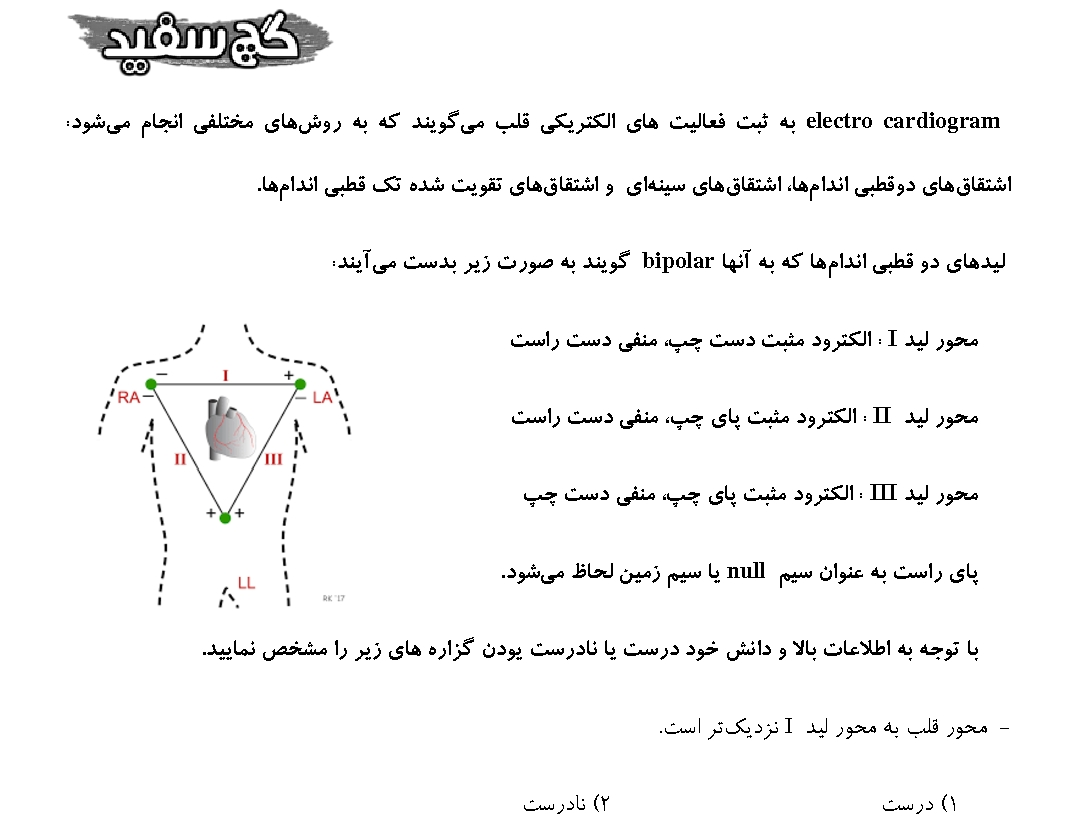 گچ سفید
electro cardiogram به ثبت فعالیت های الکتریکی قلب می‌گویند که به روش‌های مختلفی انجام می‌شود:
اشتقاق‌های دوقطبی اندام‌ها، اشتقاق‌های سینه‌ای و اشتقاق‌های تقویت شده تک قطبی اندام‌ها.
لیدهای دو قطبی اندام‌ها که به آنها bipolar گویند به صورت زیر بدست می‌آیند:
محور لید I : الکترود مثبت دست چپ، منفی دست راست
محور لید II : الکترود مثبت پای چپ، منفی دست راست
محور لید III : الکترود مثبت پای چپ، منفی دست چپ
پای راست به عنوان سیم null یا سیم زمین لحاظ می‌شود.
– I +
RA – – LA
II III
+ +
LL
RK '17
با توجه به اطلاعات بالا و دانش خود درست یا نادرست یودن گزاره های زیر را مشخص نمایید.
- محور قلب به محور لید I نزدیک‌تر است.
۱) درست ۲) نادرست